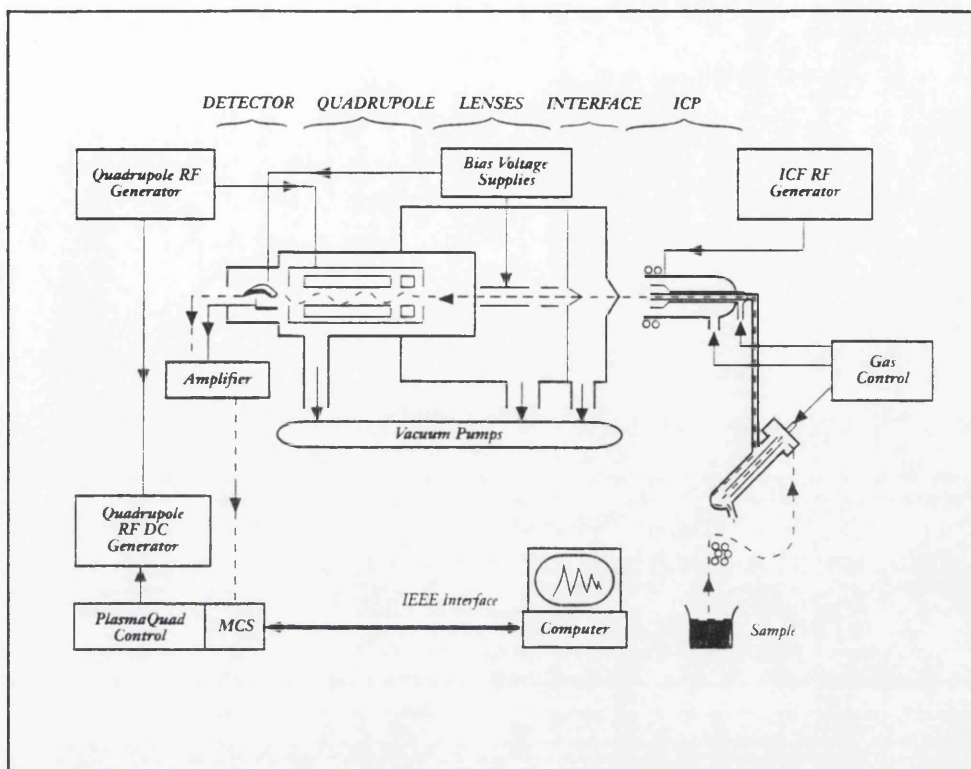 DETECTOR QUADRUPOLE LENSES INTERFACE ICP
Quadrupole RF
Generator
Bias Voltage
Supplies
ICF RF
Generator
Amplifier
Gas
Control
Vacuum Pumps
Quadrupole
RF DC
Generator
PlasmaQuad
Control
MCS
IEEE Interface
Computer
Sample